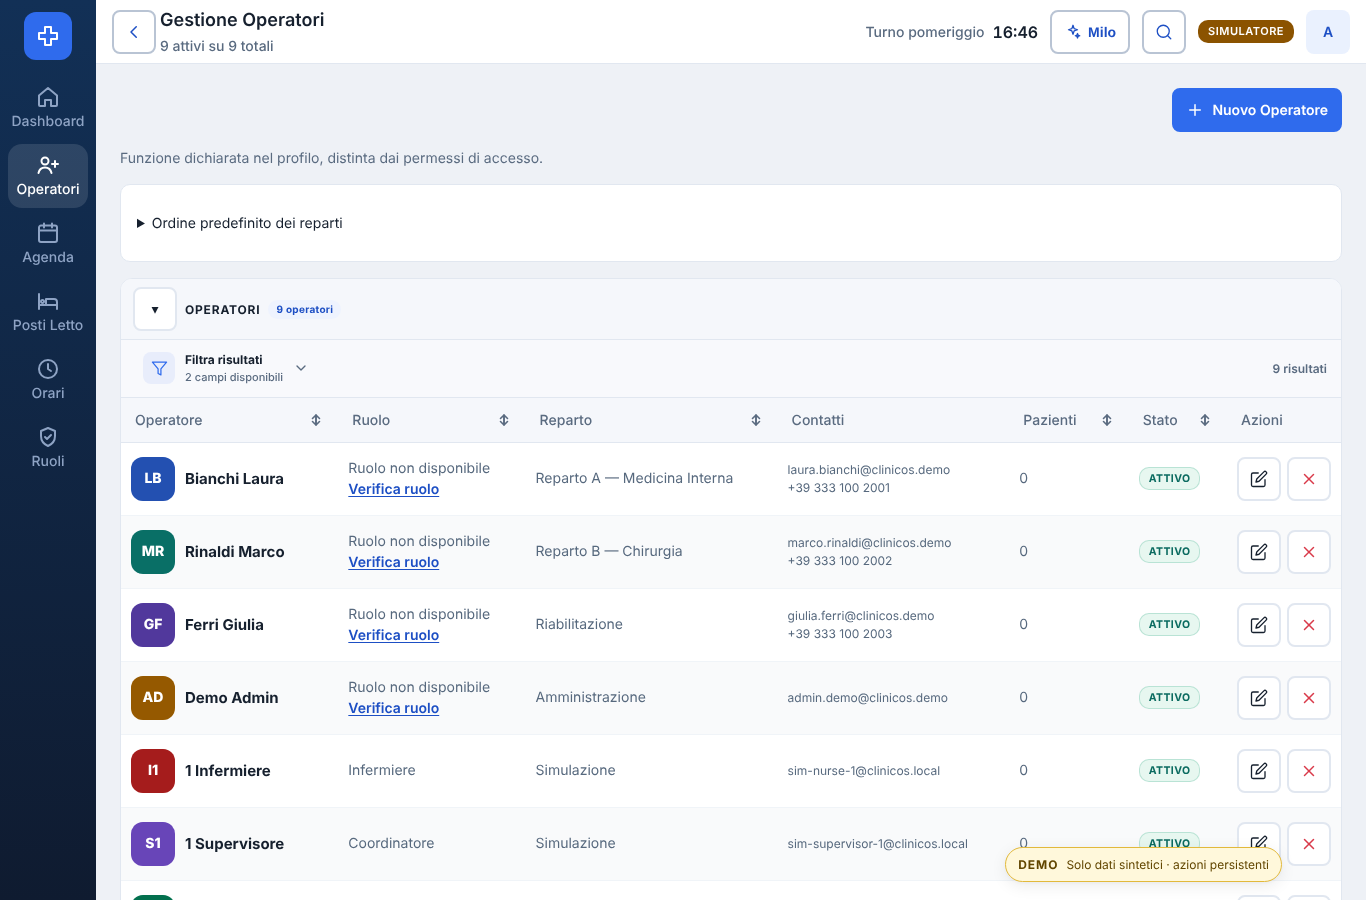 Gestione Operatori
9 attivi su 9 totali
Turno pomeriggio 16:46
Milo
SIMULATORE
A
Dashboard
Operatori
Agenda
Posti Letto
Orari
Ruoli
Nuovo Operatore
Funzione dichiarata nel profilo, distinta dai permessi di accesso.
Ordine predefinito dei reparti
OPERATORI 9 operatori
Filtra risultati
2 campi disponibili
9 risultati
Operatore Ruolo Reparto Contatti Pazienti Stato Azioni
LB Bianchi Laura
Ruolo non disponibile
Verifica ruolo
Reparto A — Medicina Interna
laura.bianchi@clinicos.demo
+39 333 100 2001
0
ATTIVO
MR Rinaldi Marco
Ruolo non disponibile
Verifica ruolo
Reparto B — Chirurgia
marco.rinaldi@clinicos.demo
+39 333 100 2002
0
ATTIVO
GF Ferri Giulia
Ruolo non disponibile
Verifica ruolo
Riabilitazione
giulia.ferri@clinicos.demo
+39 333 100 2003
0
ATTIVO
AD Demo Admin
Ruolo non disponibile
Verifica ruolo
Amministrazione
admin.demo@clinicos.demo
0
ATTIVO
I1 1 Infermiere
Infermiere
Simulazione
sim-nurse-1@clinicos.local
0
ATTIVO
S1 1 Supervisore
Coordinatore
Simulazione
sim-supervisor-1@clinicos.local
0
ATTIVO
DEMO Solo dati sintetici · azioni persistenti